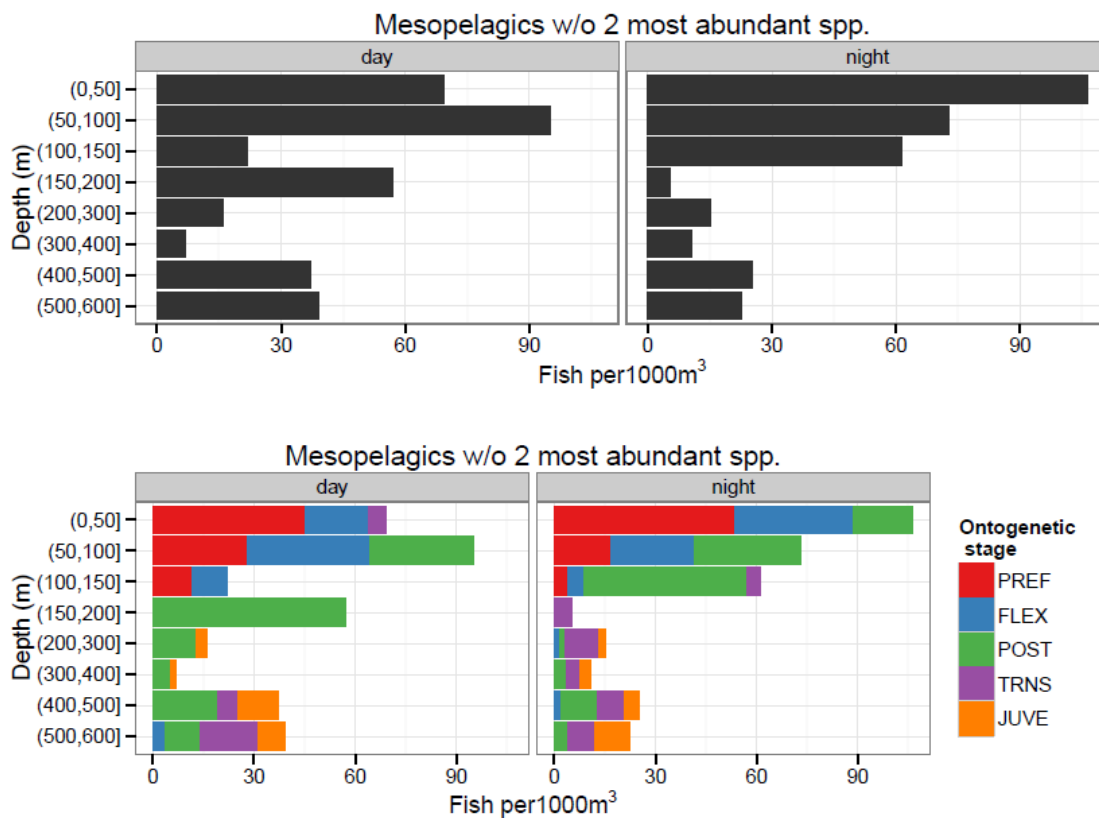 Mesopelagics w/o 2 most abundant spp.
day
night
Depth (m)
(0,50]
(50,100]
(100,150]
(150,200]
(200,300]
(300,400]
(400,500]
(500,600]
0 30 60 90
0 30 60 90
Fish per1000m³
Mesopelagics w/o 2 most abundant spp.
day
night
Depth (m)
(0,50]
(50,100]
(100,150]
(150,200]
(200,300]
(300,400]
(400,500]
(500,600]
0 30 60 90
0 30 60 90
Fish per1000m³
Ontogenetic
stage
PREF
FLEX
POST
TRNS
JUVE